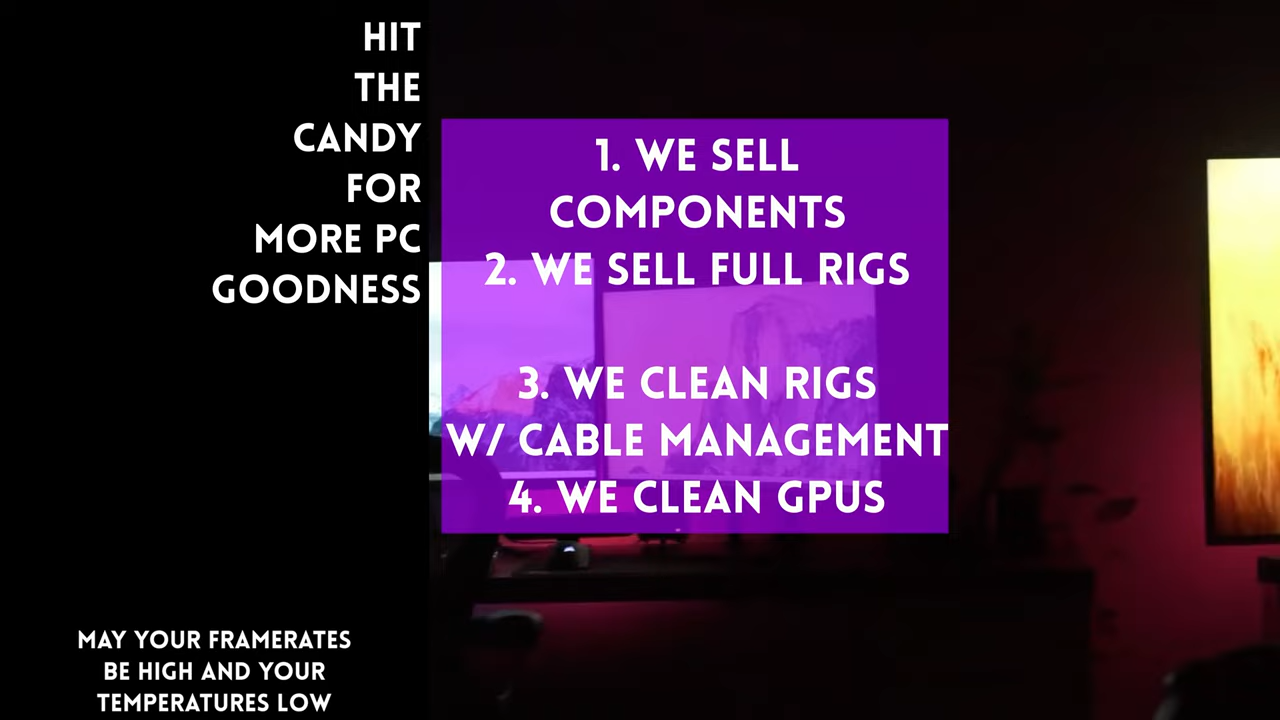 HIT
THE
CANDY
FOR
MORE PC
GOODNESS
1. WE SELL
COMPONENTS
2. WE SELL FULL RIGS
3. WE CLEAN RIGS
W/ CABLE MANAGEMENT
4. WE CLEAN GPUS
MAY YOUR FRAMERATES
BE HIGH AND YOUR
TEMPERATURES LOW